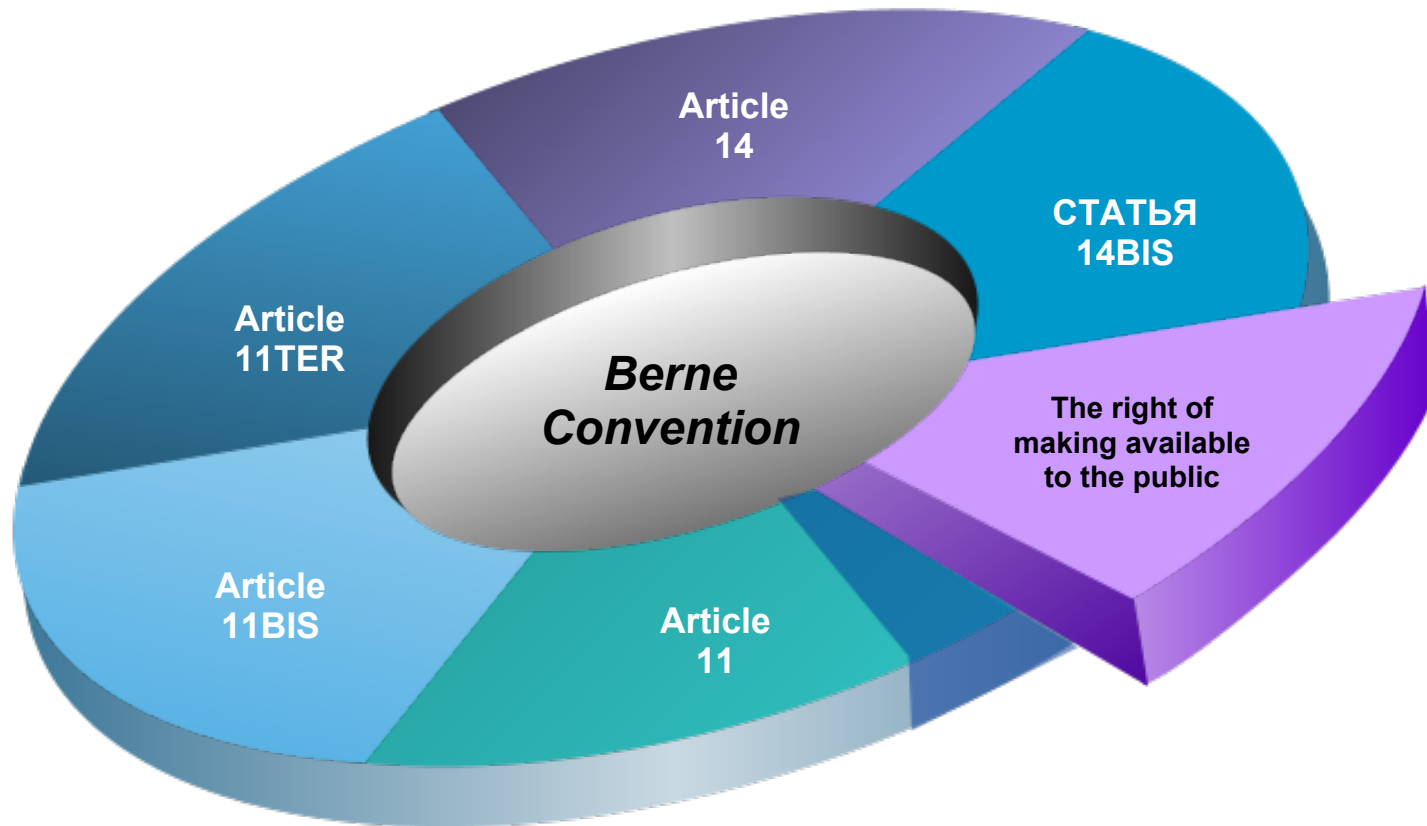 Article
14
СТАТЬЯ
14BIS
Article
11TER
Berne
Convention
The right of
making available
to the public
Article
11BIS
Article
11